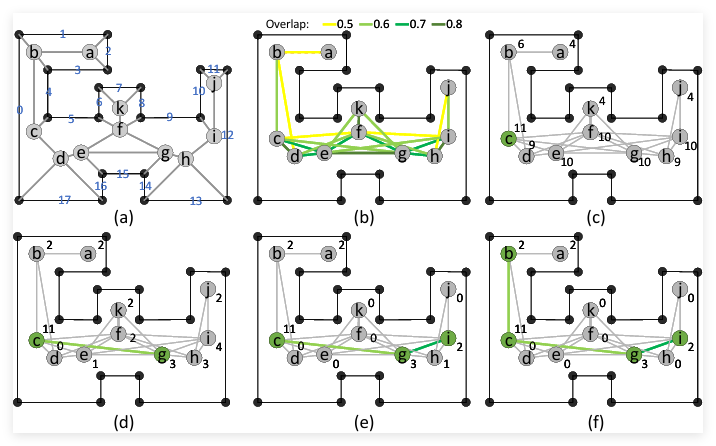 Overlap: 0.5 0.6 0.7 0.8
1
b a 2
3
11
j
10
4
7
6 k 8
0
5
9
f
c
i 12
d e g h
15
16 14
17
13
(a)
b a
j
k
f
c i
d e g h
(b)
b 6 a 4
j 4
k 4
c 11 f 10 i 10
d 9 e 10 g 10 h 9
(c)
b 2 a 2
j 2
k 2
c 11 f 2 i 4
d 0 e 1 g 3 h 3
(d)
b 2 a 2
j 0
k 0
c 11 f 0 i 2
d 0 e 0 g 3 h 1
(e)
b 2 a 2
j 0
k 0
c 11 f 0 i 2
d 0 e 0 g 3 h 0
(f)